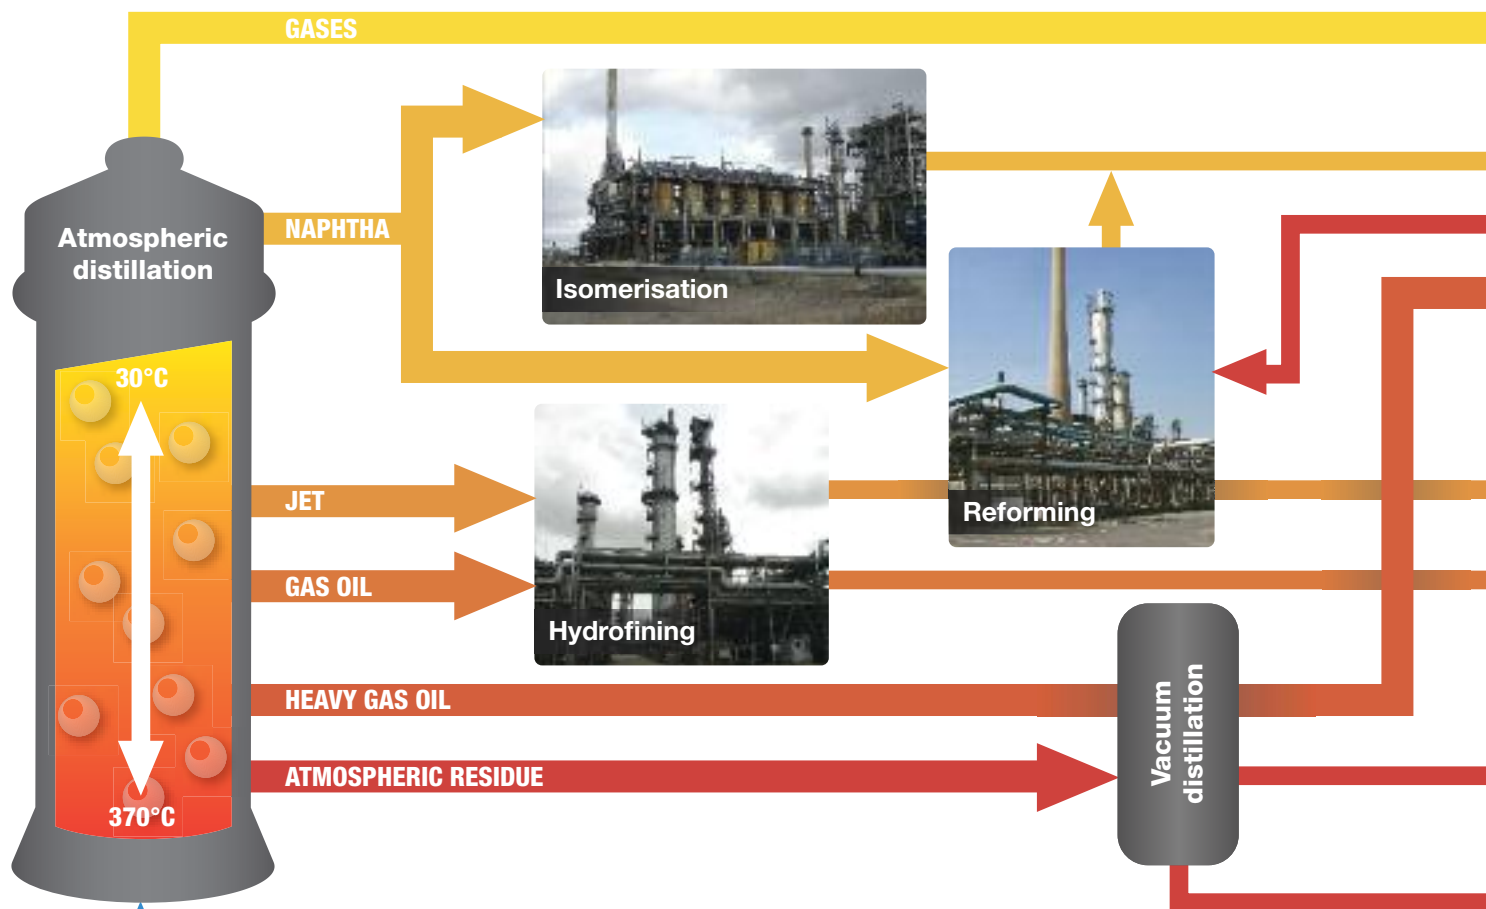 GASES
Atmospheric
distillation
NAPHTHA
Isomerisation
30°C
JET
Reforming
GAS OIL
Hydrofining
HEAVY GAS OIL
Vacuum
distillation
ATMOSPHERIC RESIDUE
370°C